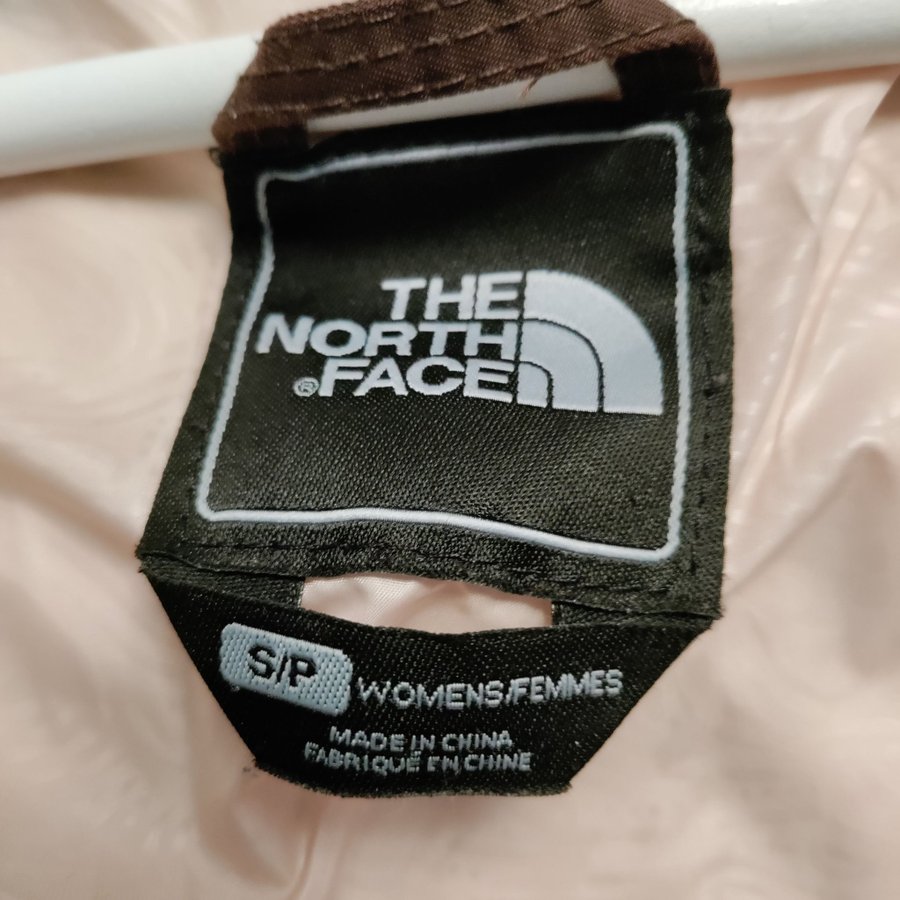 THE
NORTH
®FACE
S/P WOMENS/FEMMES
MADE IN CHINA
FABRIQUÉ EN CHINE